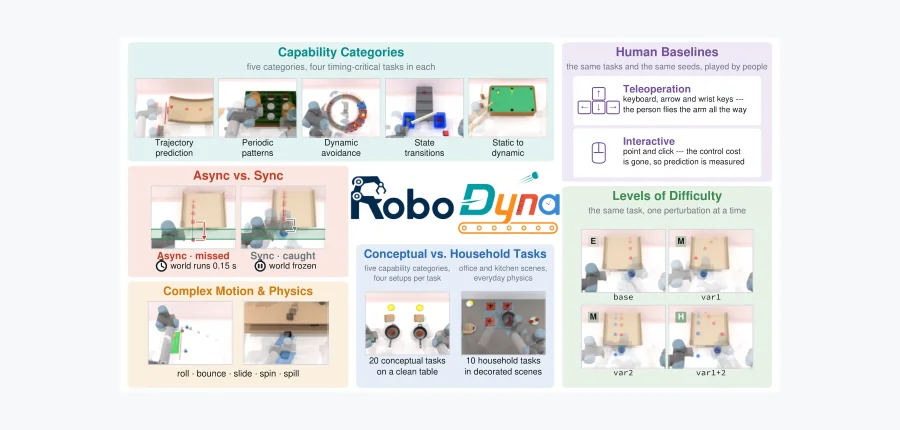 Capability Categories
five categories, four timing-critical tasks in each
Trajectory
prediction
Periodic
patterns
Dynamic
avoidance
State
transitions
Static to
dynamic
Human Baselines
the same tasks and the same seeds, played by people
Teleoperation
keyboard, arrow and wrist keys ---
the person flies the arm all the way
Interactive
point and click --- the control cost
is gone, so prediction is measured
Async vs. Sync
Async · missed
world runs 0.15 s
Sync · caught
world frozen
RoboDyna
Complex Motion & Physics
roll · bounce · slide · spin · spill
Conceptual vs. Household Tasks
five capability categories,
four setups per task
office and kitchen scenes,
everyday physics
20 conceptual tasks
on a clean table
10 household tasks
in decorated scenes
Levels of Difficulty
the same task, one perturbation at a time
E
base
M
var1
M
var2
H
var1+2